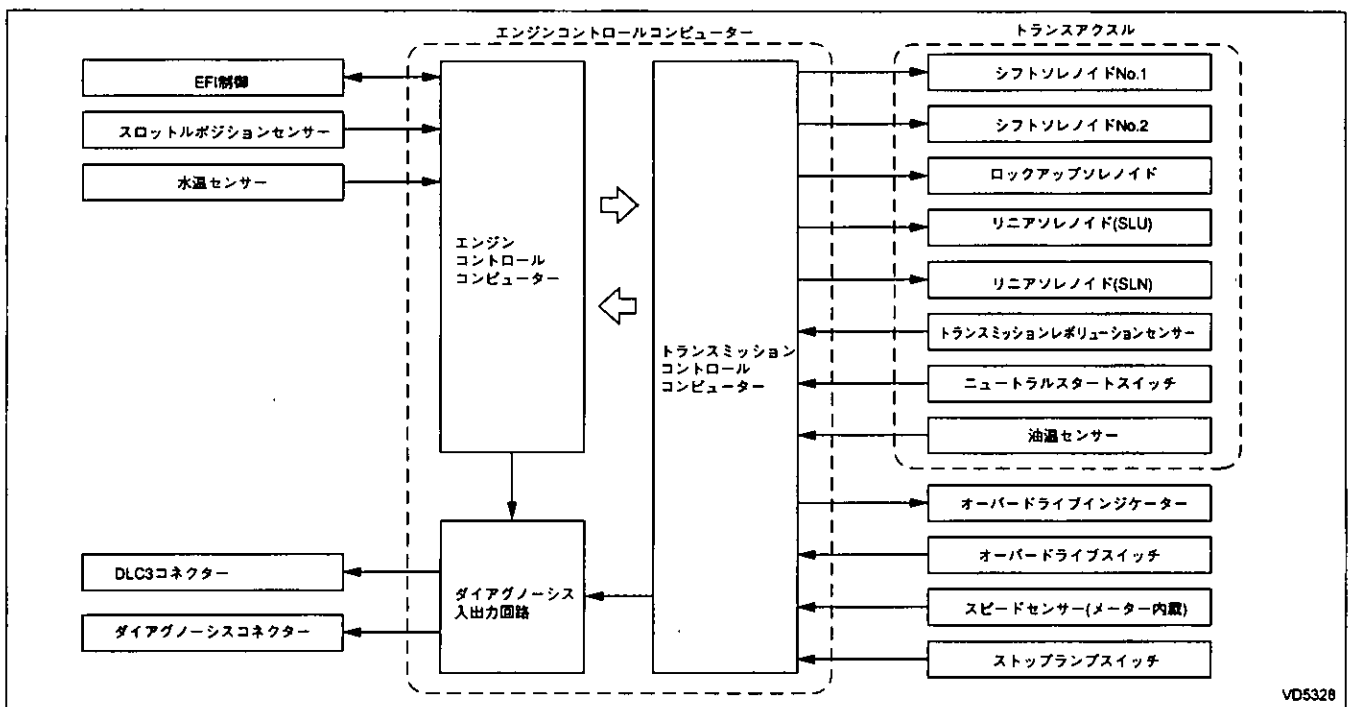 エンジンコントロールコンピューター
トランスアクスル
EFI制御
スロットルポジションセンサー
水温センサー
エンジン
コントロール
コンピューター
トランスミッション
コントロール
コンピューター
シフトソレノイドNo.1
シフトソレノイドNo.2
ロックアップソレノイド
リニアソレノイド(SLU)
リニアソレノイド(SLN)
トランスミッションレボリューションセンサー
ニュートラルスタートスイッチ
油温センサー
オーバードライブインジケーター
オーバードライブスイッチ
スピードセンサー(メーター内蔵)
ストップランプスイッチ
DLC3コネクター
ダイアグノーシスコネクター
ダイアグノーシス
入出力回路
VD5328